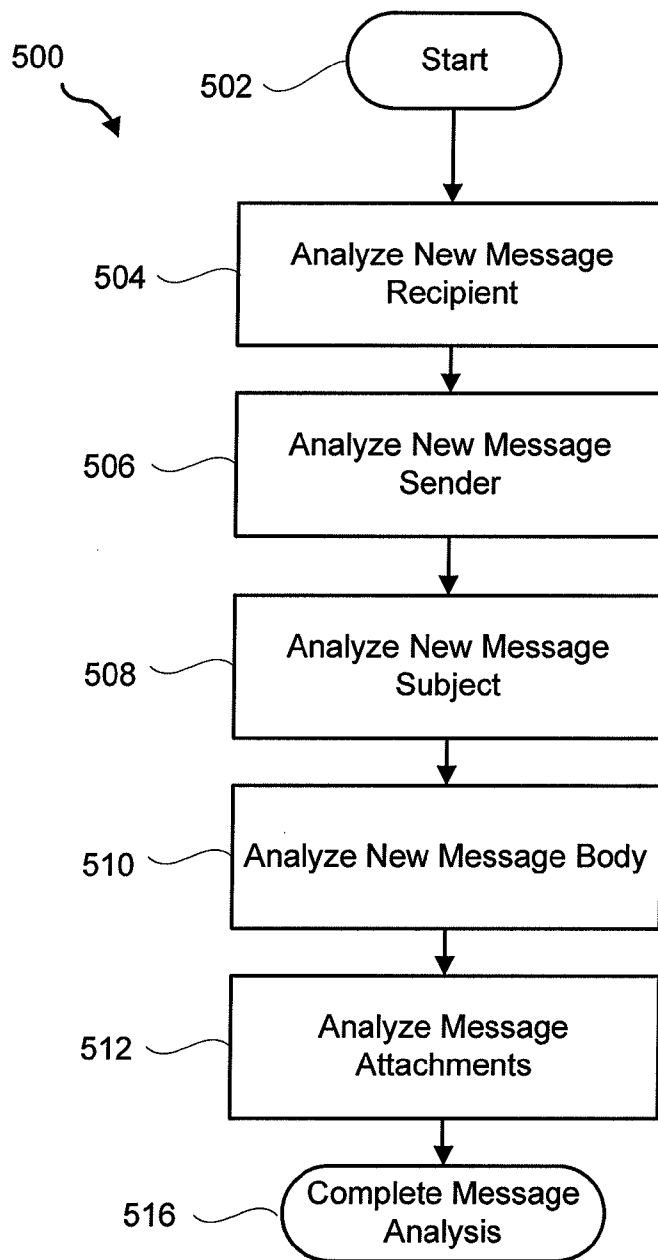 500
502
Start
504
Analyze New Message
Recipient
506
Analyze New Message
Sender
508
Analyze New Message
Subject
510
Analyze New Message Body
512
Analyze Message
Attachments
516
Complete Message
Analysis